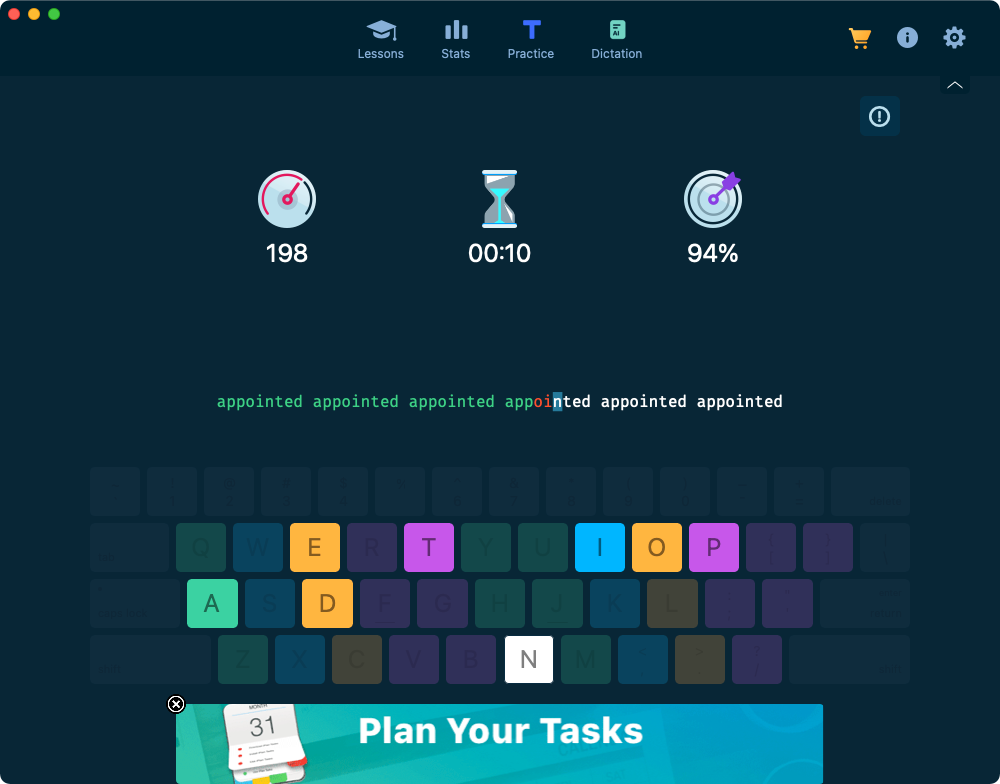 Lessons Stats Practice Dictation
198 00:10 94%
appointed appointed appointed appointed appointed appointed
Q W E R T Y U I O P
A S D F G H J K L
Z X C V B N M
MONTH
31
Plan Your Tasks